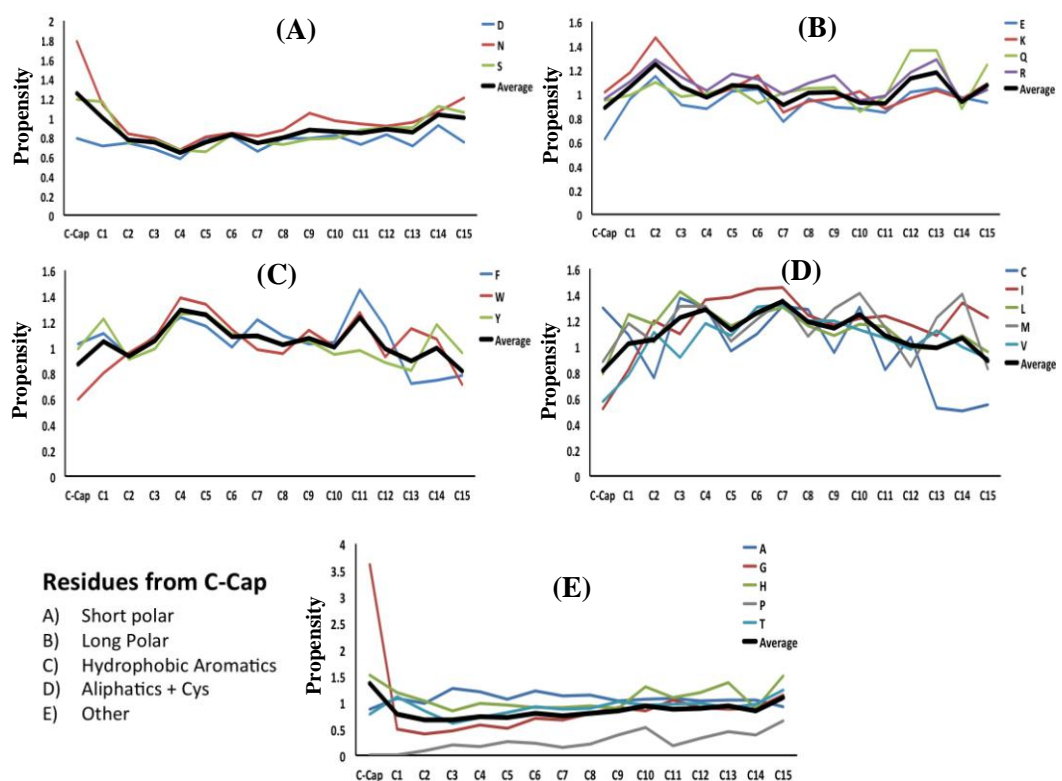 (A)
Propensity
2
1.8
1.6
1.4
1.2
1
0.8
0.6
0.4
0.2
0
C-Cap C1 C2 C3 C4 C5 C6 C7 C8 C9 C10 C11 C12 C13 C14 C15
D
N
S
Average
(B)
Propensity
1.6
1.4
1.2
1
0.8
0.6
0.4
0.2
0
C-Cap C1 C2 C3 C4 C5 C6 C7 C8 C9 C10 C11 C12 C13 C14 C15
E
K
Q
R
Average
(C)
Propensity
1.6
1.4
1.2
1
0.8
0.6
0.4
0.2
0
C-Cap C1 C2 C3 C4 C5 C6 C7 C8 C9 C10 C11 C12 C13 C14 C15
F
W
Y
Average
(D)
Propensity
1.6
1.4
1.2
1
0.8
0.6
0.4
0.2
0
C-Cap C1 C2 C3 C4 C5 C6 C7 C8 C9 C10 C11 C12 C13 C14 C15
C
I
L
M
V
Average
Residues from C-Cap
A) Short polar
B) Long Polar
C) Hydrophobic Aromatics
D) Aliphatics + Cys
E) Other
(E)
Propensity
4
3.5
3
2.5
2
1.5
1
0.5
0
C-Cap C1 C2 C3 C4 C5 C6 C7 C8 C9 C10 C11 C12 C13 C14 C15
A
G
H
P
T
Average